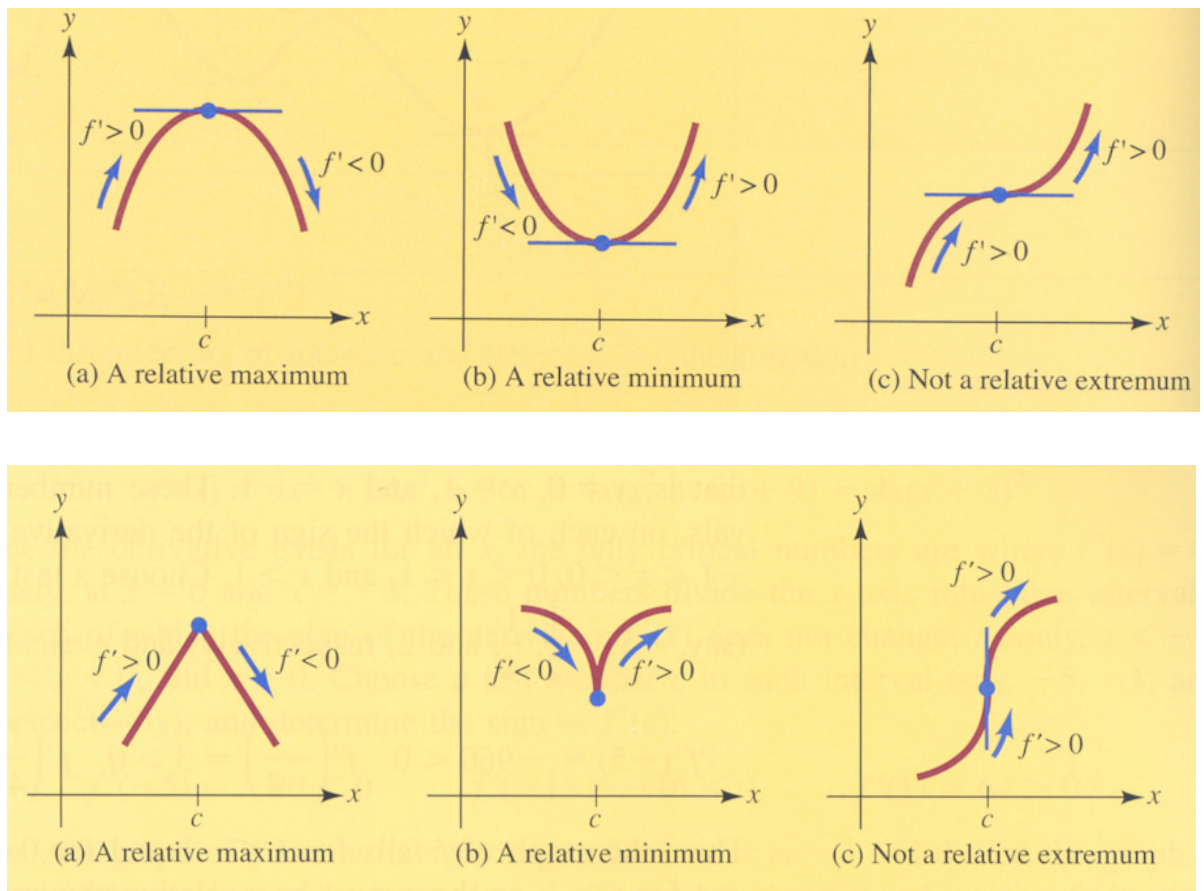 y
f'>0
f'<0
x
c
(a) A relative maximum
y
f'<0
f'>0
x
c
(b) A relative minimum
y
f'>0
f'>0
x
c
(c) Not a relative extremum
y
f'>0
f'<0
x
c
(a) A relative maximum
y
f'<0
f'>0
x
c
(b) A relative minimum
y
f'>0
f'>0
x
c
(c) Not a relative extremum